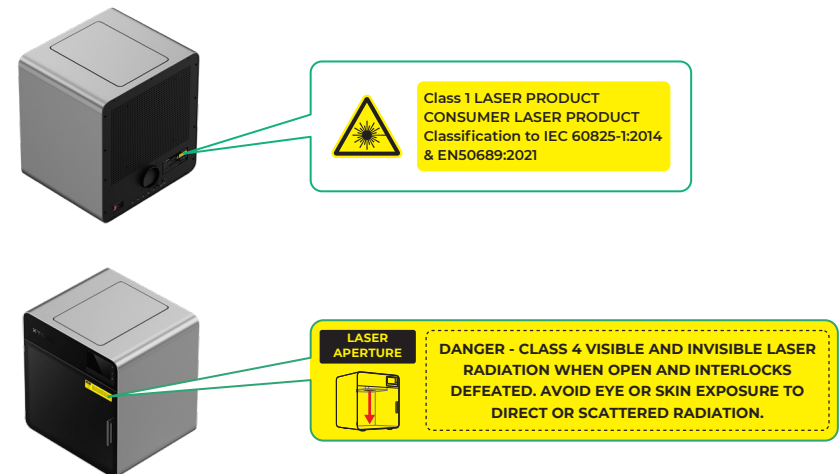 Class 1 LASER PRODUCT
CONSUMER LASER PRODUCT
Classification to IEC 60825-1:2014
& EN50689:2021
LASER
APERTURE
DANGER - CLASS 4 VISIBLE AND INVISIBLE LASER
RADIATION WHEN OPEN AND INTERLOCKS
DEFEATED. AVOID EYE OR SKIN EXPOSURE TO
DIRECT OR SCATTERED RADIATION.